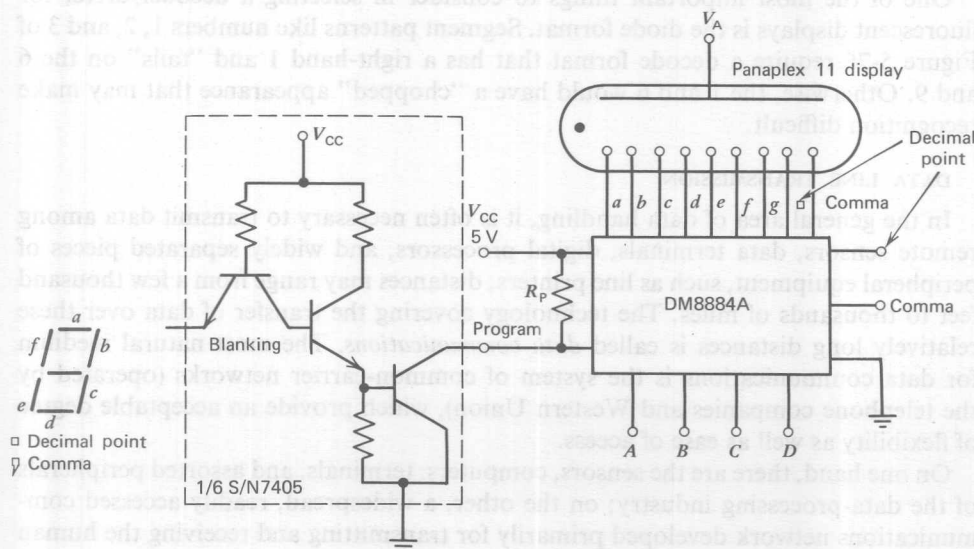 One of the most important things to consider in selecting a decoder/driver for
fluorescent displays is the diode format. Segment patterns like numbers 1, 2, and 3 of
require a decode format that has a right-hand 1 and "tails" on the 6
and 9. Otherwise, the 1 and 6 would have a "chopped" appearance that may make
recognition difficult.
DATA LINE TRANSMISSION
In the general area of data handling, it is often necessary to transmit data among
remote sensors, data terminals, digital processors, and widely separated pieces of
peripheral equipment, such as line printers; distances may range from a few thousand
feet to thousands of miles. The technology covering the transfer of data over these
relatively long distances is called data communications. The most natural medium
for data communications is the system of common-carrier networks (operated by
the telephone companies and Western Union), which provide an acceptable degree
of flexibility as well as ease of access.
On one hand, there are the sensors, computers, terminals, and assorted peripherals
of the data-processing industry; on the other, a widespread, readily accessed com-
munications network developed primarily for transmitting and receiving the human
VA
Panaplex 11 display
Decimal
point
a b c d e f g
Comma
VCC
VCC
5 V
RP
Program
DM8884A
Comma
A B C D
Blanking
1/6 S/N7405
a
f b
e c
d
Decimal point
Comma